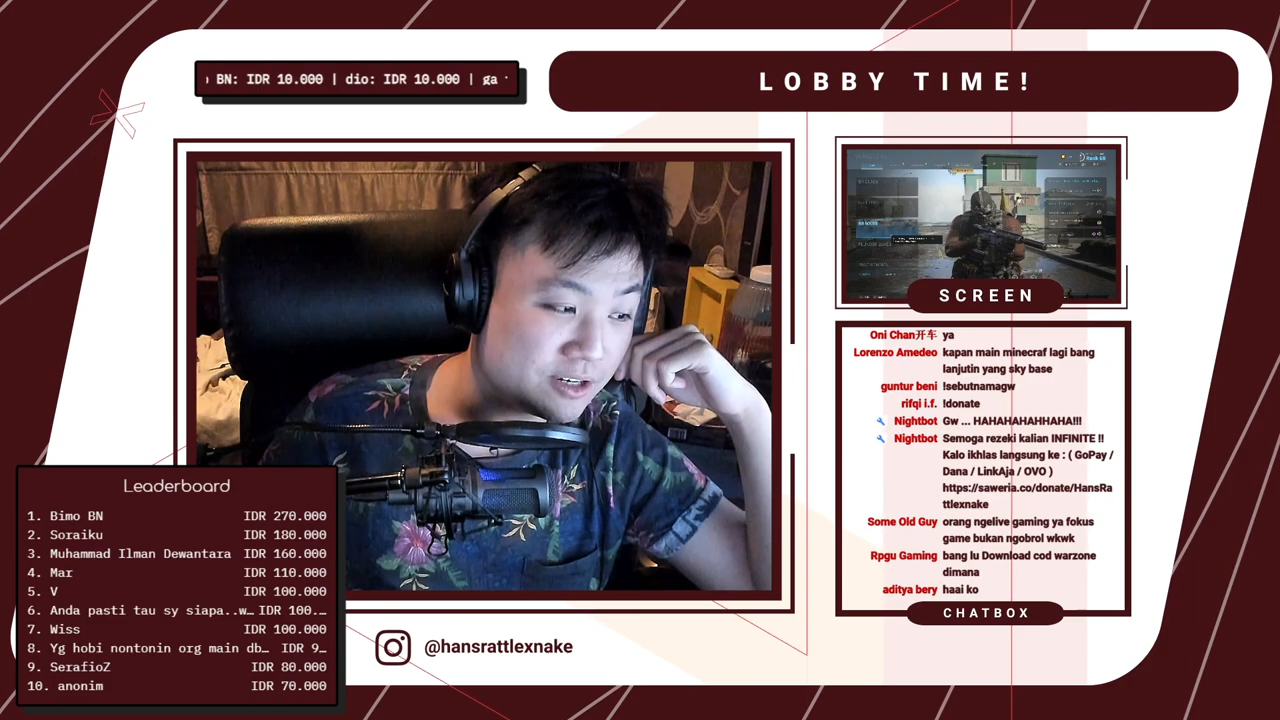 BN: IDR 10.000 | dio: IDR 10.000 | ga
LOBBY TIME!
SCREEN
Oni Chan开车 ya
Lorenzo Amedeo kapan main minecraf lagi bang
lanjutin yang sky base
guntur beni !sebutnamagw
rifqi i.f. !donate
Nightbot Gw ... HAHAHAHAHHAHA!!!
Nightbot Semoga rezeki kalian INFINITE !!
Kalo ikhlas langsung ke : ( GoPay /
Dana / LinkAja / OVO )
https://saweria.co/donate/HansRa
ttlexnake
Some Old Guy orang ngelive gaming ya fokus
game bukan ngobrol wkwk
Rpgu Gaming bang lu Download cod warzone
dimana
aditya bery haai ko
CHATBOX
Leaderboard
1. Bimo BN IDR 270.000
2. Soraiku IDR 180.000
3. Muhammad Ilman Dewantara IDR 160.000
4. Mar IDR 110.000
5. V IDR 100.000
6. Anda pasti tau sy siapa..w… IDR 100.…
7. Wiss IDR 100.000
8. Yg hobi nontonin org main db… IDR 9…
9. SerafioZ IDR 80.000
10. anonim IDR 70.000
@hansrattlexnake